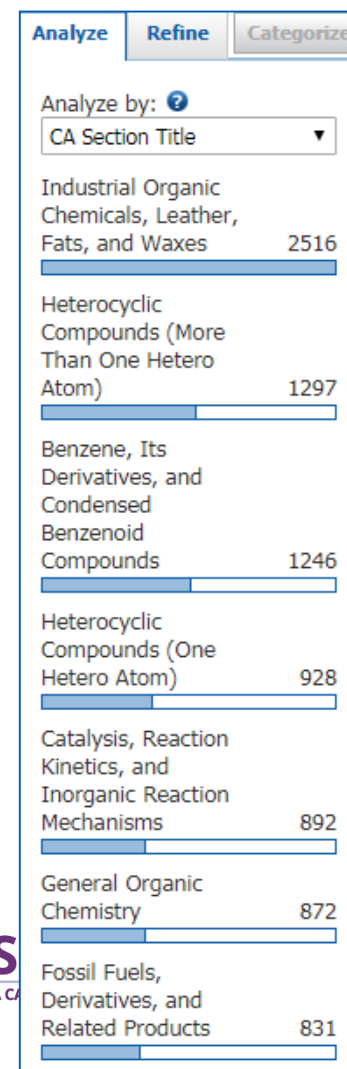 Analyze Refine Categorize
Analyze by: ?
CA Section Title
Industrial Organic
Chemicals, Leather,
Fats, and Waxes 2516
Heterocyclic
Compounds (More
Than One Hetero
Atom) 1297
Benzene, Its
Derivatives, and
Condensed
Benzenoid
Compounds 1246
Heterocyclic
Compounds (One
Hetero Atom) 928
Catalysis, Reaction
Kinetics, and
Inorganic Reaction
Mechanisms 892
General Organic
Chemistry 872
S
Fossil Fuels,
Derivatives, and
Related Products 831